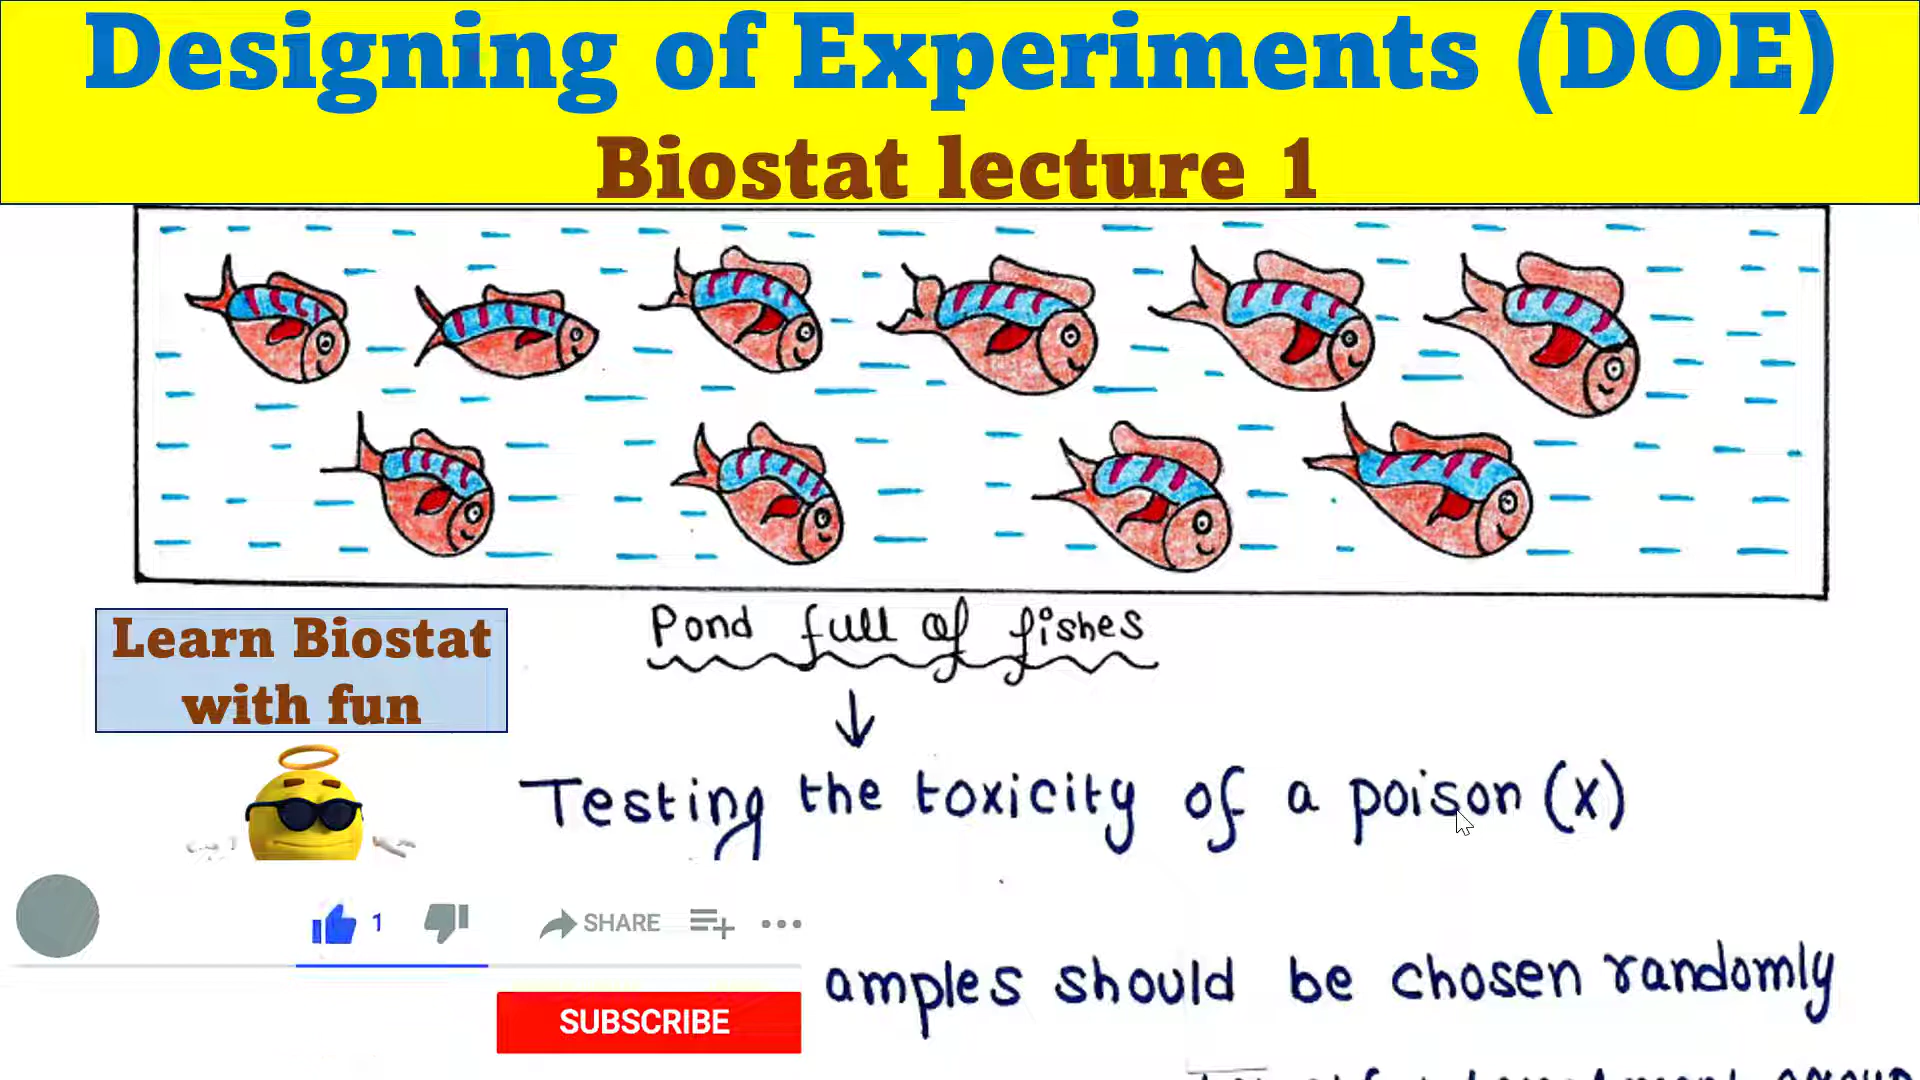 Designing of Experiments (DOE)
Biostat lecture 1
Pond full of fishes
Learn Biostat
with fun
Testing the toxicity of a poison (x)
1
SHARE
amples should be chosen randomly
SUBSCRIBE